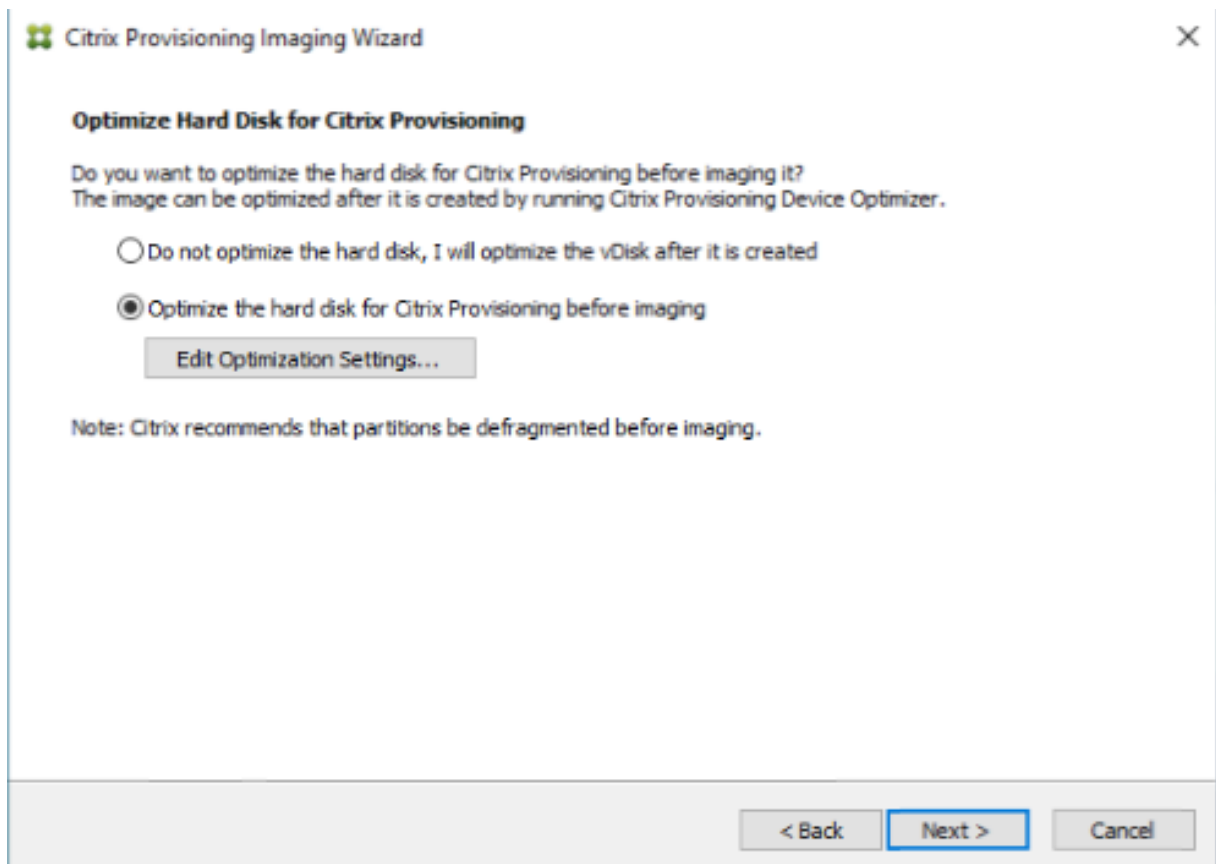 Citrix Provisioning Imaging Wizard
Optimize Hard Disk for Citrix Provisioning
Do you want to optimize the hard disk for Citrix Provisioning before imaging it?
The image can be optimized after it is created by running Citrix Provisioning Device Optimizer.
Do not optimize the hard disk, I will optimize the vDisk after it is created
Optimize the hard disk for Citrix Provisioning before imaging
Edit Optimization Settings...
Note: Citrix recommends that partitions be defragmented before imaging.
< Back Next > Cancel